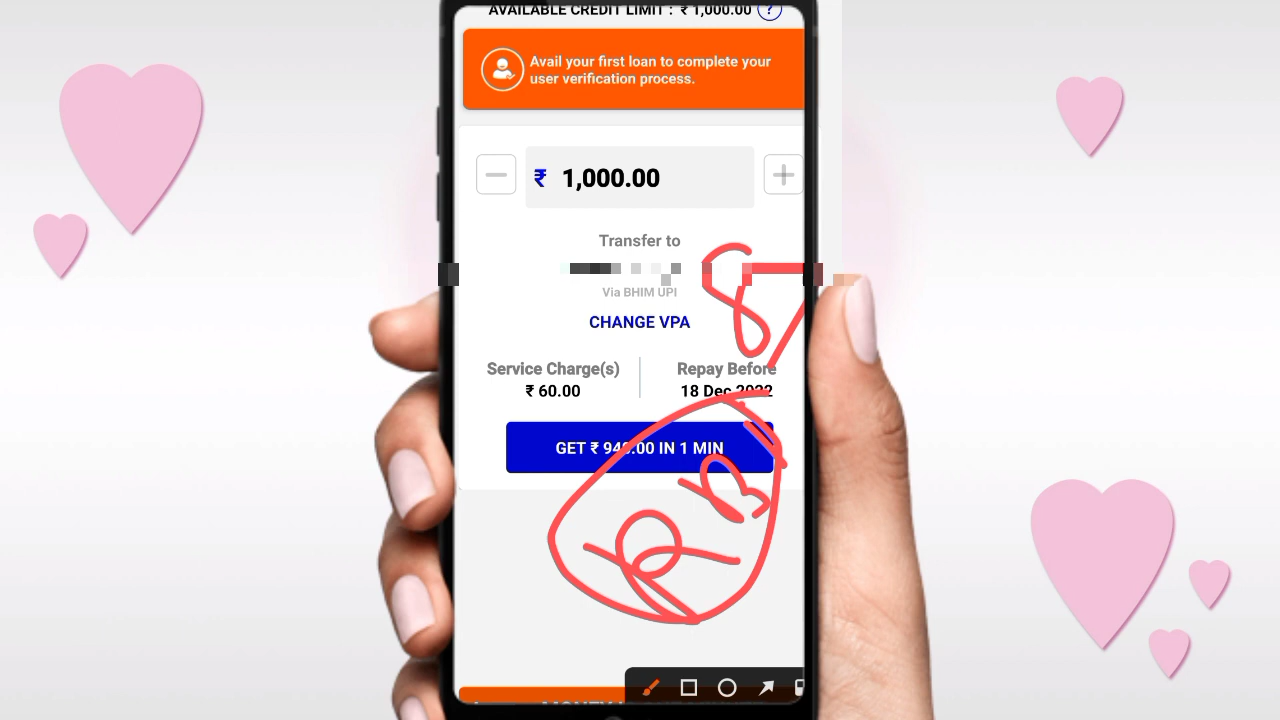 AVAILABLE CREDIT LIMIT : ₹ 1,000.00 ?
Avail your first loan to complete your
user verification process.
₹ 1,000.00
Transfer to
Via BHIM UPI
CHANGE VPA
Service Charge(s)
₹ 60.00
Repay Before
18 Dec 2022
GET ₹ 940.00 IN 1 MIN